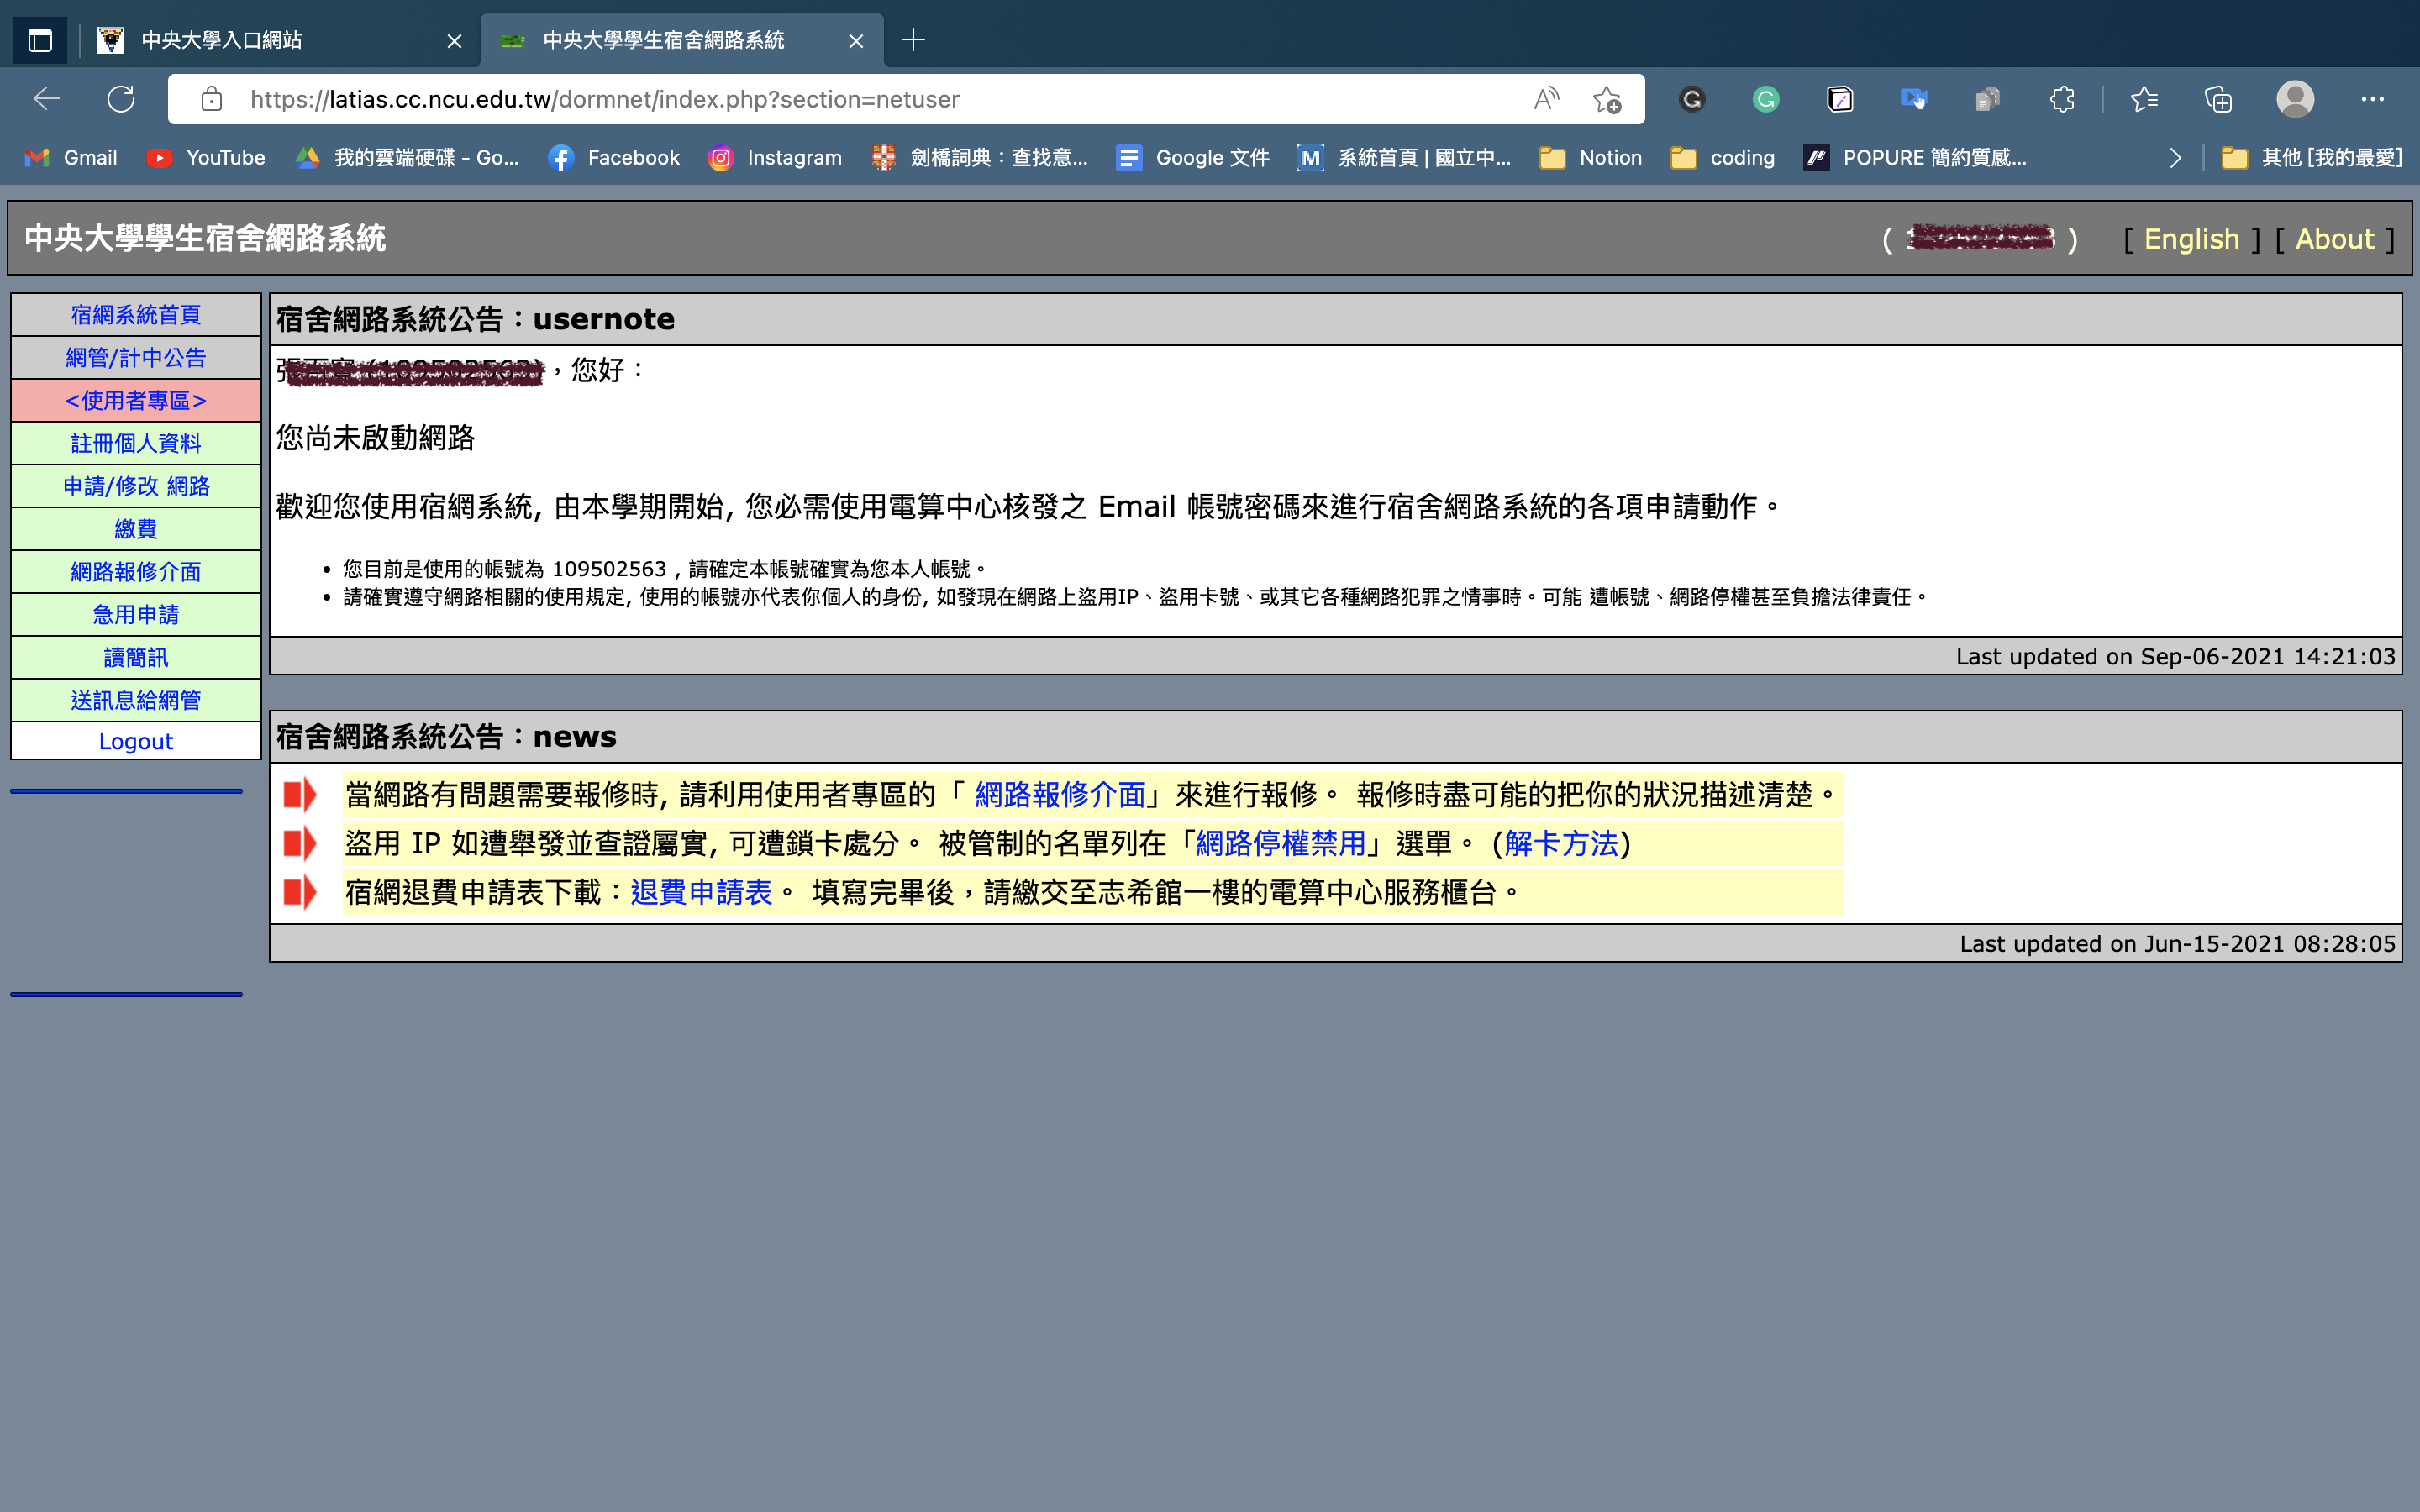 中央大學入口網站
中央大學學生宿舍網路系統
https://latias.cc.ncu.edu.tw/dormnet/index.php?section=netuser
Gmail YouTube 我的雲端硬碟 - Go... Facebook Instagram 劍橋詞典：查找意... Google 文件 系統首頁 | 國立中... Notion coding POPURE 簡約質感... 其他 [我的最愛]
中央大學學生宿舍網路系統 ( ) [ English ] [ About ]
宿網系統首頁
網管/計中公告
<使用者專區>
註冊個人資料
申請/修改 網路
繳費
網路報修介面
急用申請
讀簡訊
送訊息給網管
Logout
宿舍網路系統公告：usernote
，您好：
您尚未啟動網路
歡迎您使用宿網系統, 由本學期開始, 您必需使用電算中心核發之 Email 帳號密碼來進行宿舍網路系統的各項申請動作。
• 您目前是使用的帳號為 109502563 , 請確定本帳號確實為您本人帳號。
• 請確實遵守網路相關的使用規定, 使用的帳號亦代表你個人的身份, 如發現在網路上盜用IP、盜用卡號、或其它各種網路犯罪之情事時。可能 遭帳號、網路停權甚至負擔法律責任。
Last updated on Sep-06-2021 14:21:03
宿舍網路系統公告：news
當網路有問題需要報修時, 請利用使用者專區的「 網路報修介面」來進行報修。 報修時盡可能的把你的狀況描述清楚。
盜用 IP 如遭舉發並查證屬實, 可遭鎖卡處分。 被管制的名單列在「網路停權禁用」選單。 (解卡方法)
宿網退費申請表下載：退費申請表。 填寫完畢後，請繳交至志希館一樓的電算中心服務櫃台。
Last updated on Jun-15-2021 08:28:05